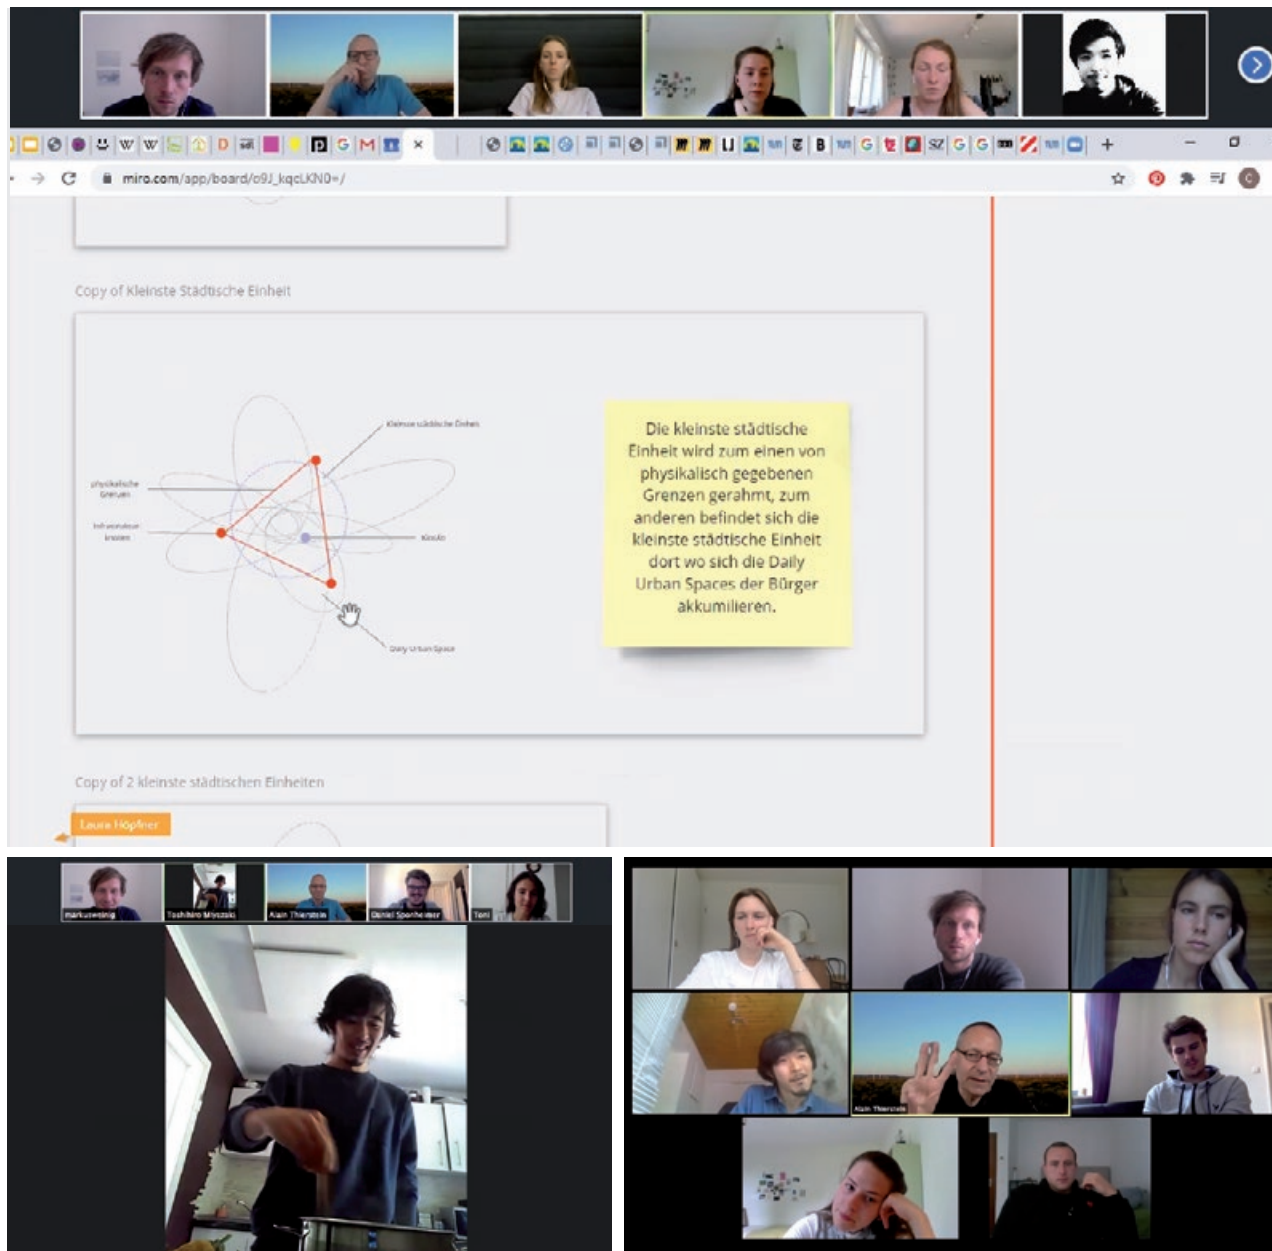 miro.com/app/board/o9J_kqcLKN0=/
Copy of Kleinste Städtische Einheit
Kleinste städtische Einheit
physikalische
Grenzen
knoten
Kiosko
Daily Urban Space
Die kleinste städtische
Einheit wird zum einen von
physikalisch gegebenen
Grenzen gerahmt, zum
anderen befindet sich die
kleinste städtische Einheit
dort wo sich die Daily
Urban Spaces der Bürger
akkumilieren.
Copy of 2 kleinste städtischen Einheiten
Laura Höpfner
markusweinig
Toshihiro Miyazaki
Alain Thierstein
Daniel Sponheimer
Toni
Alain Thierstein